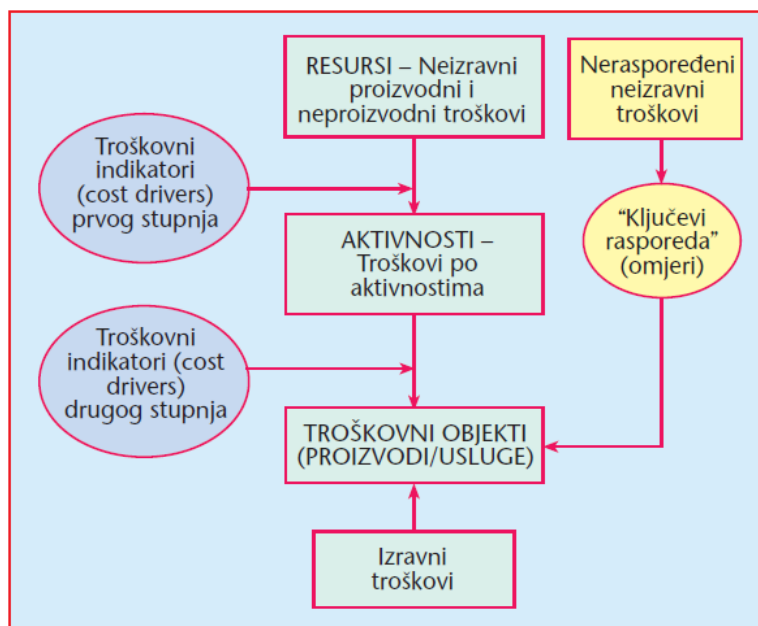 RESURSI – Neizravni
proizvodni i
neproizvodni troškovi
Neraspoređeni
neizravni
troškovi
Troškovni
indikatori
(cost drivers)
prvog stupnja
AKTIVNOSTI –
Troškovi po
aktivnostima
“Ključevi
rasporeda”
(omjeri)
Troškovni
indikatori (cost
drivers)
drugog stupnja
TROŠKOVNI OBJEKTI
(PROIZVODI/USLUGE)
Izravni
troškovi